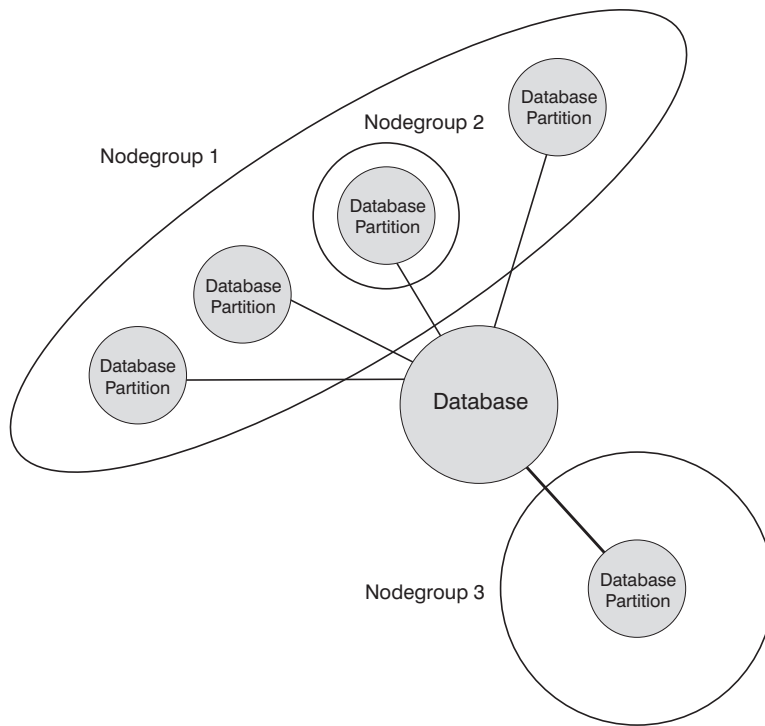 Database
Partition
Nodegroup 2
Nodegroup 1
Database
Partition
Database
Partition
Database
Partition
Database
Nodegroup 3
Database
Partition